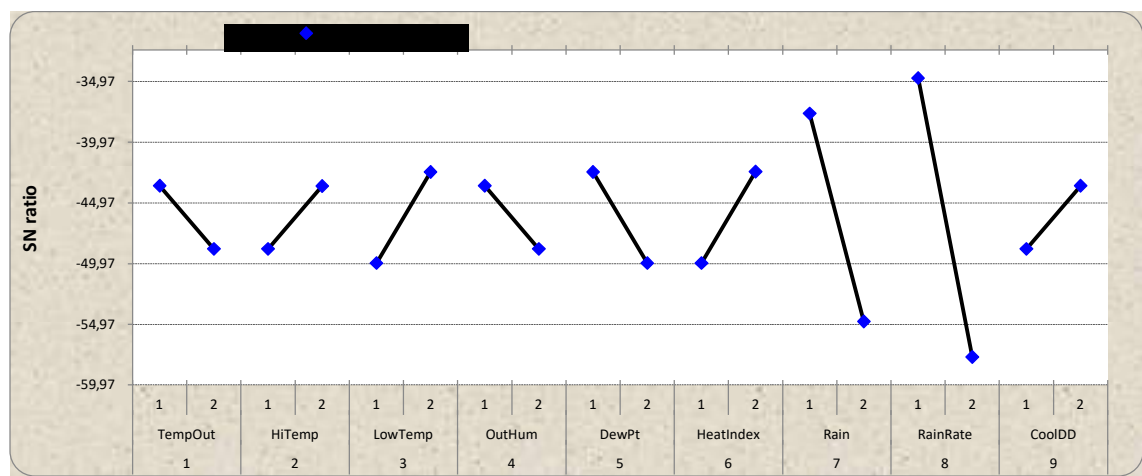 -34,97
-39,97
-44,97
-49,97
-54,97
-59,97
SN ratio
1 2 1 2 1 2 1 2 1 2 1 2 1 2 1 2 1 2
TempOut HiTemp LowTemp OutHum DewPt HeatIndex Rain RainRate CoolDD
1 2 3 4 5 6 7 8 9